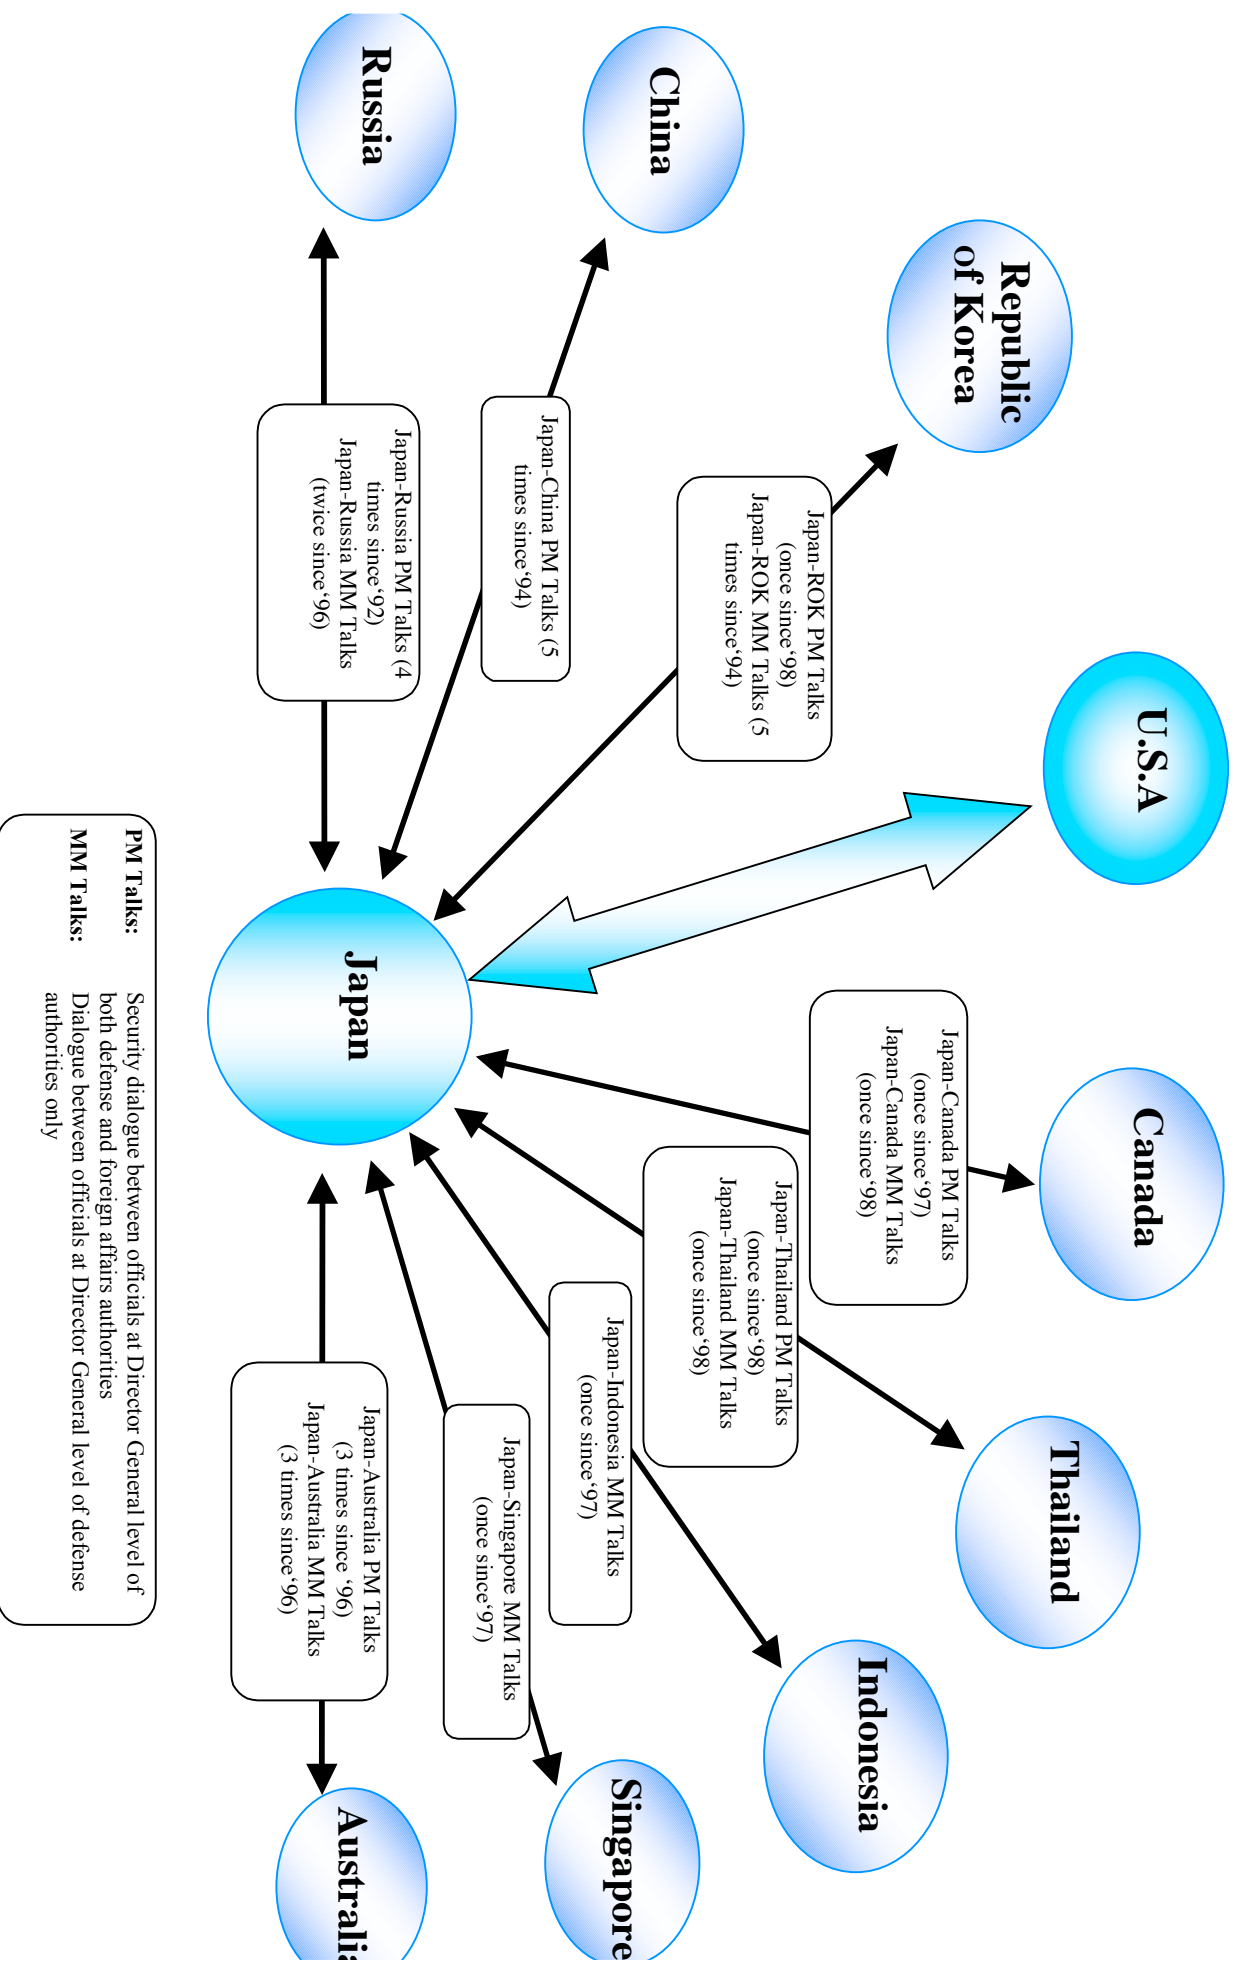 U.S.A
Republic
of Korea
Canada
China
Thailand
Russia
Indonesia
Singapore
Australia
Japan-ROK PM Talks
(once since‘98)
Japan-ROK MM Talks (5
times since‘94)
Japan-Canada PM Talks
(once since‘97)
Japan-Canada MM Talks
(once since‘98)
Japan-China PM Talks (5
times since‘94)
Japan-Thailand PM Talks
(once since‘98)
Japan-Thailand MM Talks
(once since‘98)
Japan-Russia PM Talks (4
times since‘92)
Japan-Russia MM Talks
(twice since‘96)
Japan-Indonesia MM Talks
(once since‘97)
Japan-Singapore MM Talks
(once since‘97)
Japan-Australia PM Talks
(3 times since ‘96)
Japan-Australia MM Talks
(3 times since‘96)
Japan
PM Talks: Security dialogue between officials at Director General level of
both defense and foreign affairs authorities
MM Talks: Dialogue between officials at Director General level of defense
authorities only